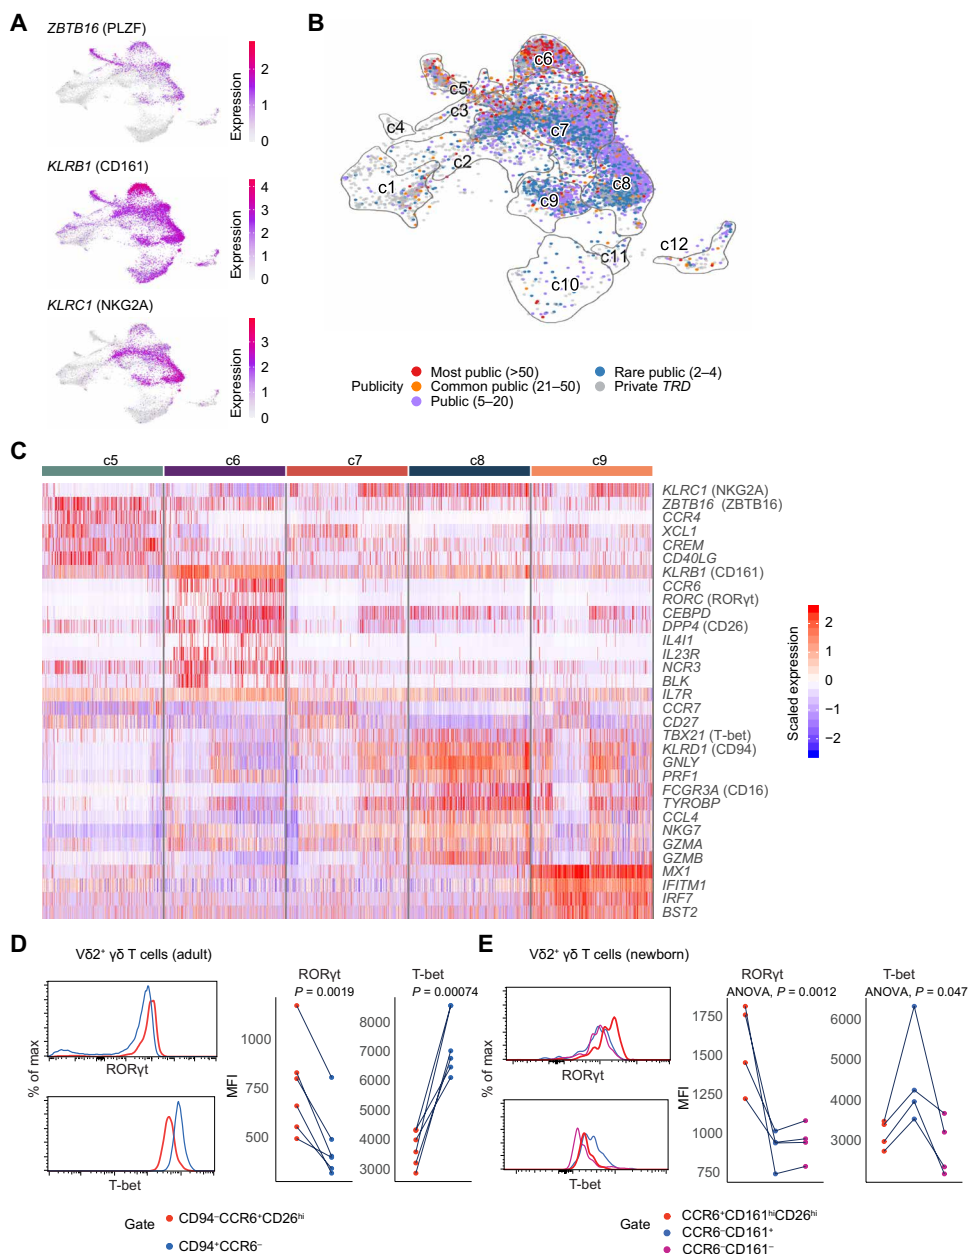 A
ZBTB16 (PLZF)
Expression
2
1
0
KLRB1 (CD161)
Expression
4
3
2
1
0
KLRC1 (NKG2A)
Expression
3
2
1
0
B
c6
c5
c3
c4
c7
c2
c1
c8
c9
c12
c11
c10
Publicity
Most public (>50)
Common public (21–50)
Public (5–20)
Rare public (2–4)
Private TRD
C
c5 c6 c7 c8 c9
KLRC1 (NKG2A)
ZBTB16 (ZBTB16)
CCR4
XCL1
CREM
CD40LG
KLRB1 (CD161)
CCR6
RORC (RORγt)
CEBPD
DPP4 (CD26)
IL4I1
IL23R
NCR3
BLK
IL7R
CCR7
CD27
TBX21 (T-bet)
KLRD1 (CD94)
GNLY
PRF1
FCGR3A (CD16)
TYROBP
CCL4
NKG7
GZMA
GZMB
MX1
IFITM1
IRF7
BST2
Scaled expression
2
1
0
−1
−2
D
Vδ2⁺ γδ T cells (adult)
% of max
RORγt
T-bet
RORγt
P = 0.0019
MFI
1000
750
500
T-bet
P = 0.00074
8000
7000
6000
5000
4000
3000
Gate
CD94⁻CCR6⁺CD26ʰⁱ
CD94⁺CCR6⁻
E
Vδ2⁺ γδ T cells (newborn)
% of max
RORγt
T-bet
RORγt
ANOVA, P = 0.0012
MFI
1750
1500
1250
1000
750
T-bet
ANOVA, P = 0.047
6000
5000
4000
3000
Gate
CCR6⁺CD161ʰⁱCD26ʰⁱ
CCR6⁻CD161⁺
CCR6⁻CD161⁻